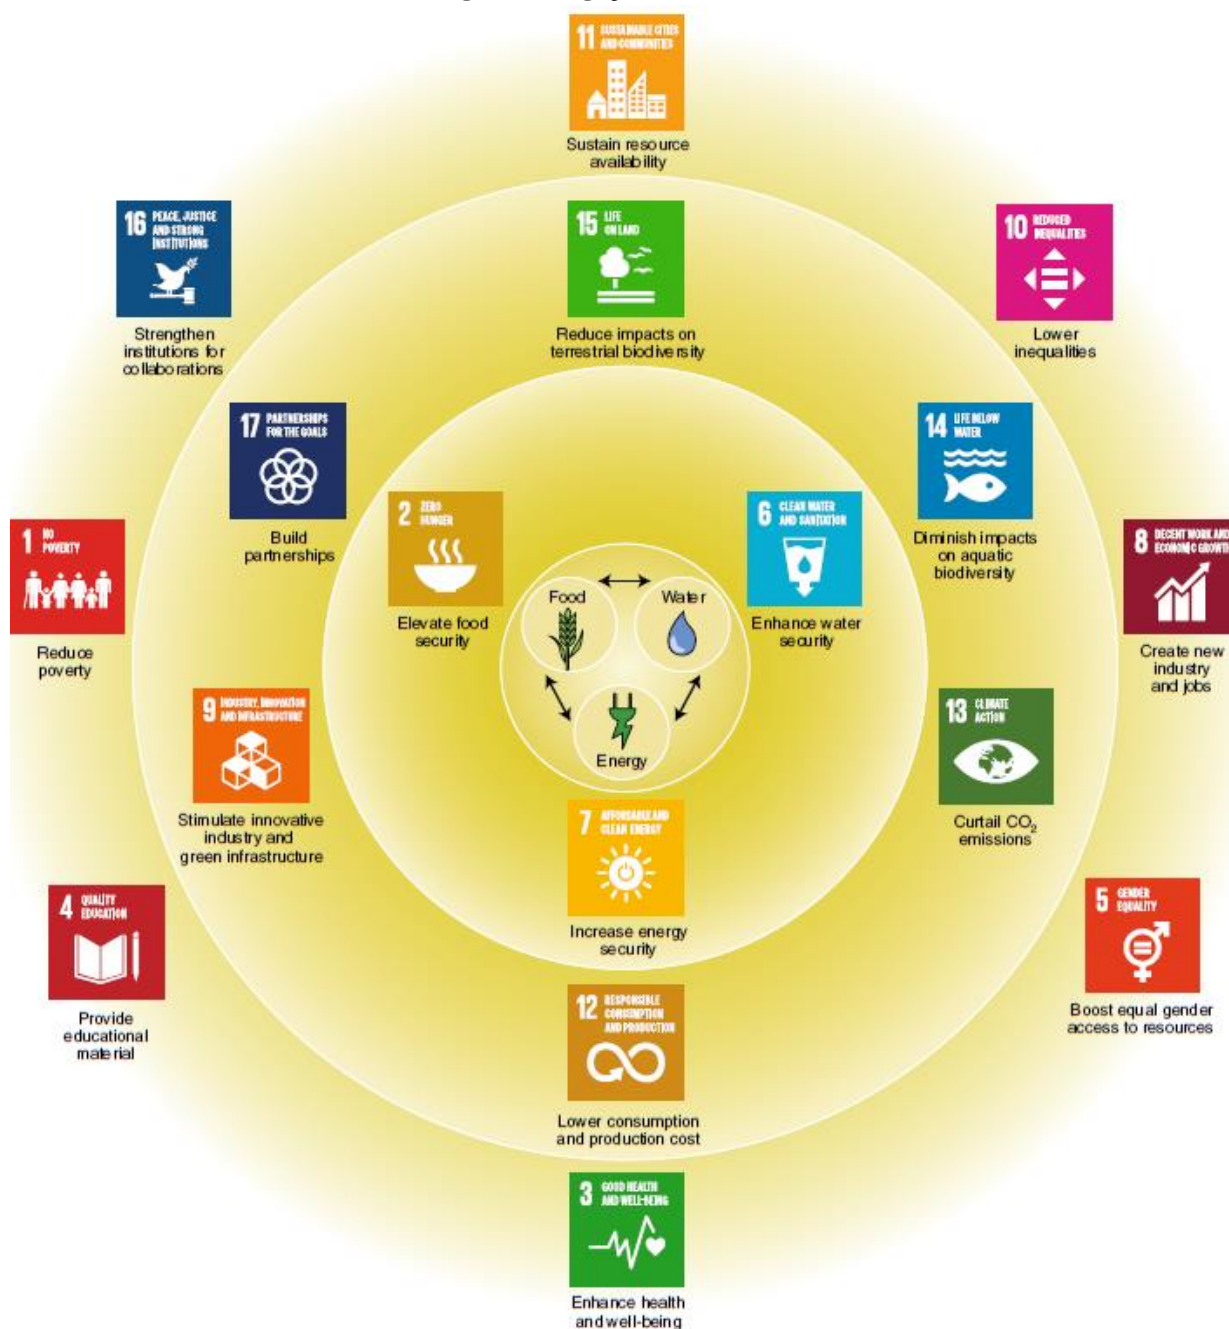 11 SUSTAINABLE CITIES
AND COMMUNITIES
Sustain resource
availability
16 PEACE, JUSTICE
AND STRONG
INSTITUTIONS
Strengthen
institutions for
collaborations
15 LIFE
ON LAND
Reduce impacts on
terrestrial biodiversity
10 REDUCED
INEQUALITIES
Lower
inequalities
17 PARTNERSHIPS
FOR THE GOALS
Build
partnerships
14 LIFE BELOW
WATER
Diminish impacts
on aquatic
biodiversity
2 ZERO
HUNGER
Elevate food
security
6 CLEAN WATER
AND SANITATION
Enhance water
security
1 NO
POVERTY
Reduce
poverty
8 DECENT WORK AND
ECONOMIC GROWTH
Create new
industry
and jobs
Food
Water
Energy
9 INDUSTRY, INNOVATION
AND INFRASTRUCTURE
Stimulate innovative
industry and
green infrastructure
13 CLIMATE
ACTION
Curtail CO₂
emissions
7 AFFORDABLE AND
CLEAN ENERGY
Increase energy
security
4 QUALITY
EDUCATION
Provide
educational
material
5 GENDER
EQUALITY
Boost equal gender
access to resources
12 RESPONSIBLE
CONSUMPTION
AND PRODUCTION
Lower consumption
and production cost
3 GOOD HEALTH
AND WELL-BEING
Enhance health
and well-being